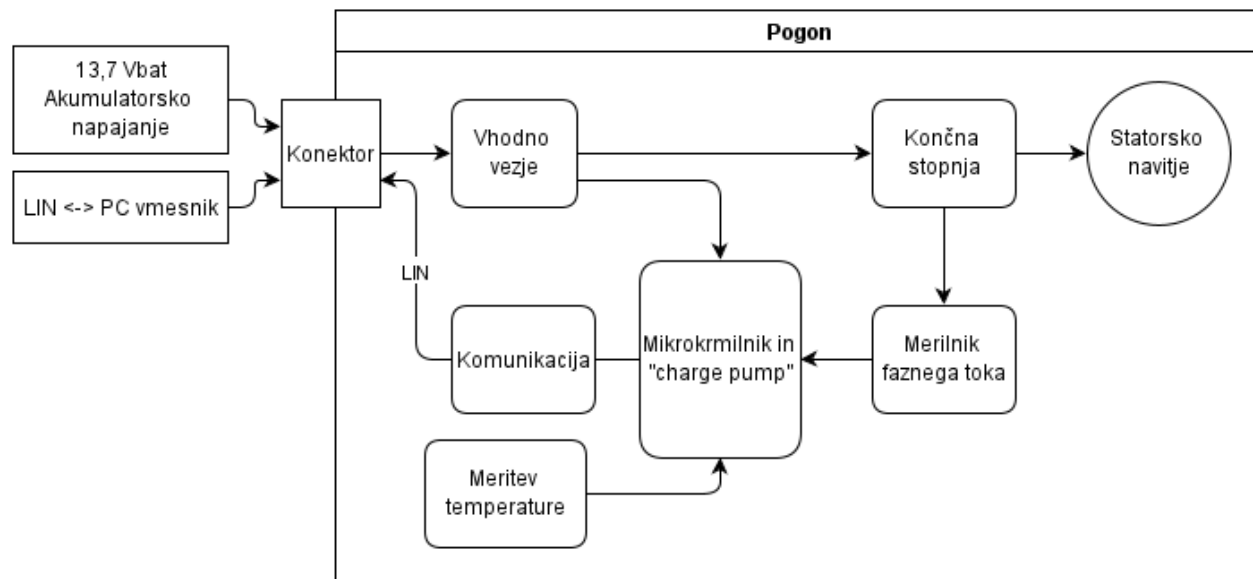 Pogon
13,7 Vbat
Akumulatorsko
napajanje
LIN <-> PC vmesnik
Konektor
Vhodno
vezje
Končna
stopnja
Statorsko
navitje
LIN
Komunikacija
Mikrokrmilnik in
"charge pump"
Merilnik
faznega toka
Meritev
temperature